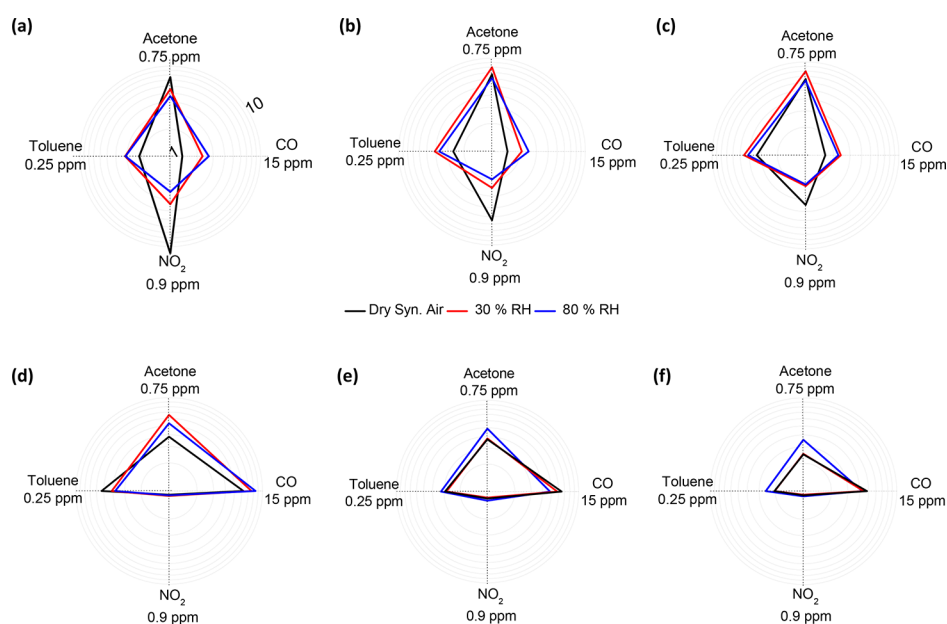 (a)
Acetone
0.75 ppm
10
1
Toluene
0.25 ppm
CO
15 ppm
NO₂
0.9 ppm
(b)
Acetone
0.75 ppm
Toluene
0.25 ppm
CO
15 ppm
NO₂
0.9 ppm
(c)
Acetone
0.75 ppm
Toluene
0.25 ppm
CO
15 ppm
NO₂
0.9 ppm
Dry Syn. Air 30 % RH 80 % RH
(d)
Acetone
0.75 ppm
Toluene
0.25 ppm
CO
15 ppm
NO₂
0.9 ppm
(e)
Acetone
0.75 ppm
Toluene
0.25 ppm
CO
15 ppm
NO₂
0.9 ppm
(f)
Acetone
0.75 ppm
Toluene
0.25 ppm
CO
15 ppm
NO₂
0.9 ppm